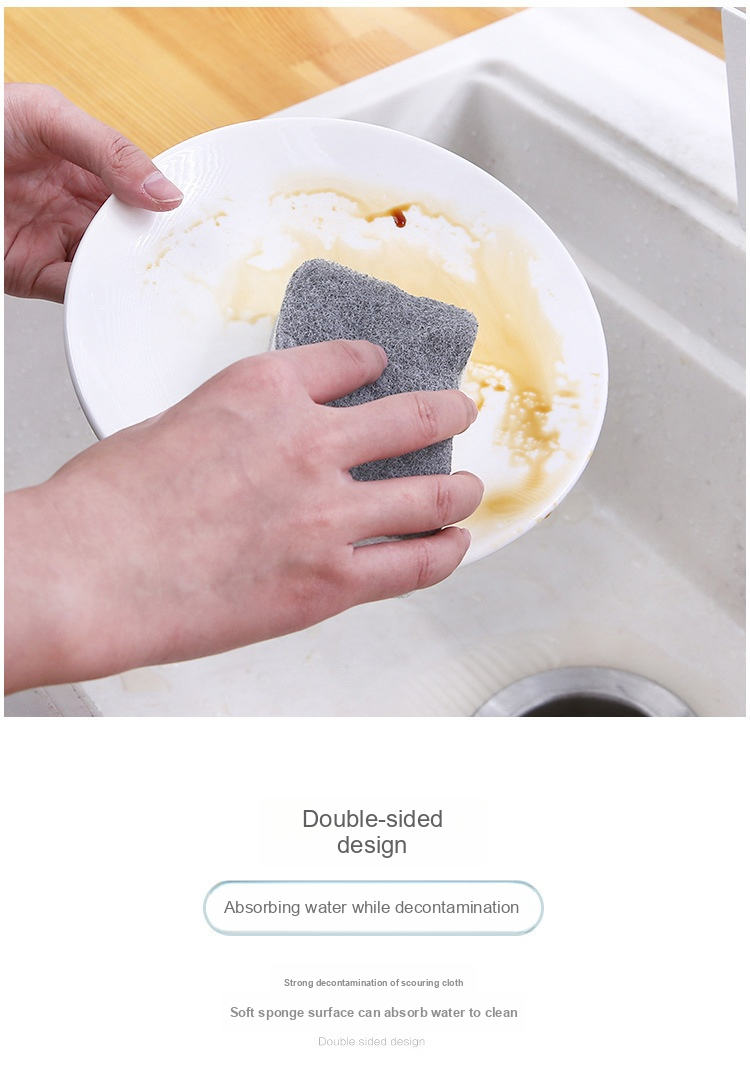 Double-sided
design
Absorbing water while decontamination
Strong decontamination of scouring cloth
Soft sponge surface can absorb water to clean
Double sided design